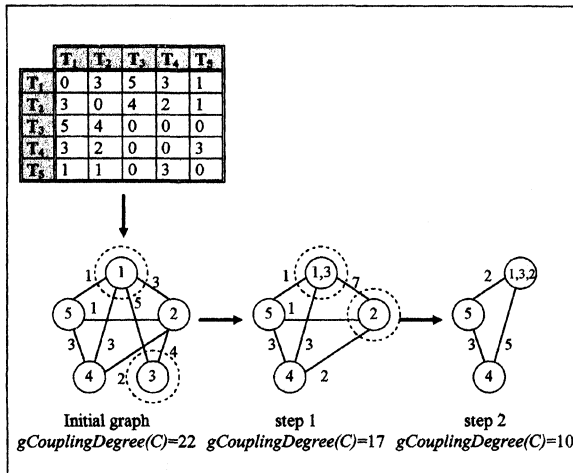 T1 T2 T3 T4 T5
T1 0 3 5 3 1
T2 3 0 4 2 1
T3 5 4 0 0 0
T4 3 2 0 0 3
T5 1 1 0 3 0
1 1 3
5 1 5 2
3 3 4
4 2 3
1 1,3 7
5 1 2
3 3
4 2
2 1,3,2
5
3 5
4
Initial graph step 1 step 2
gCouplingDegree(C)=22 gCouplingDegree(C)=17 gCouplingDegree(C)=10